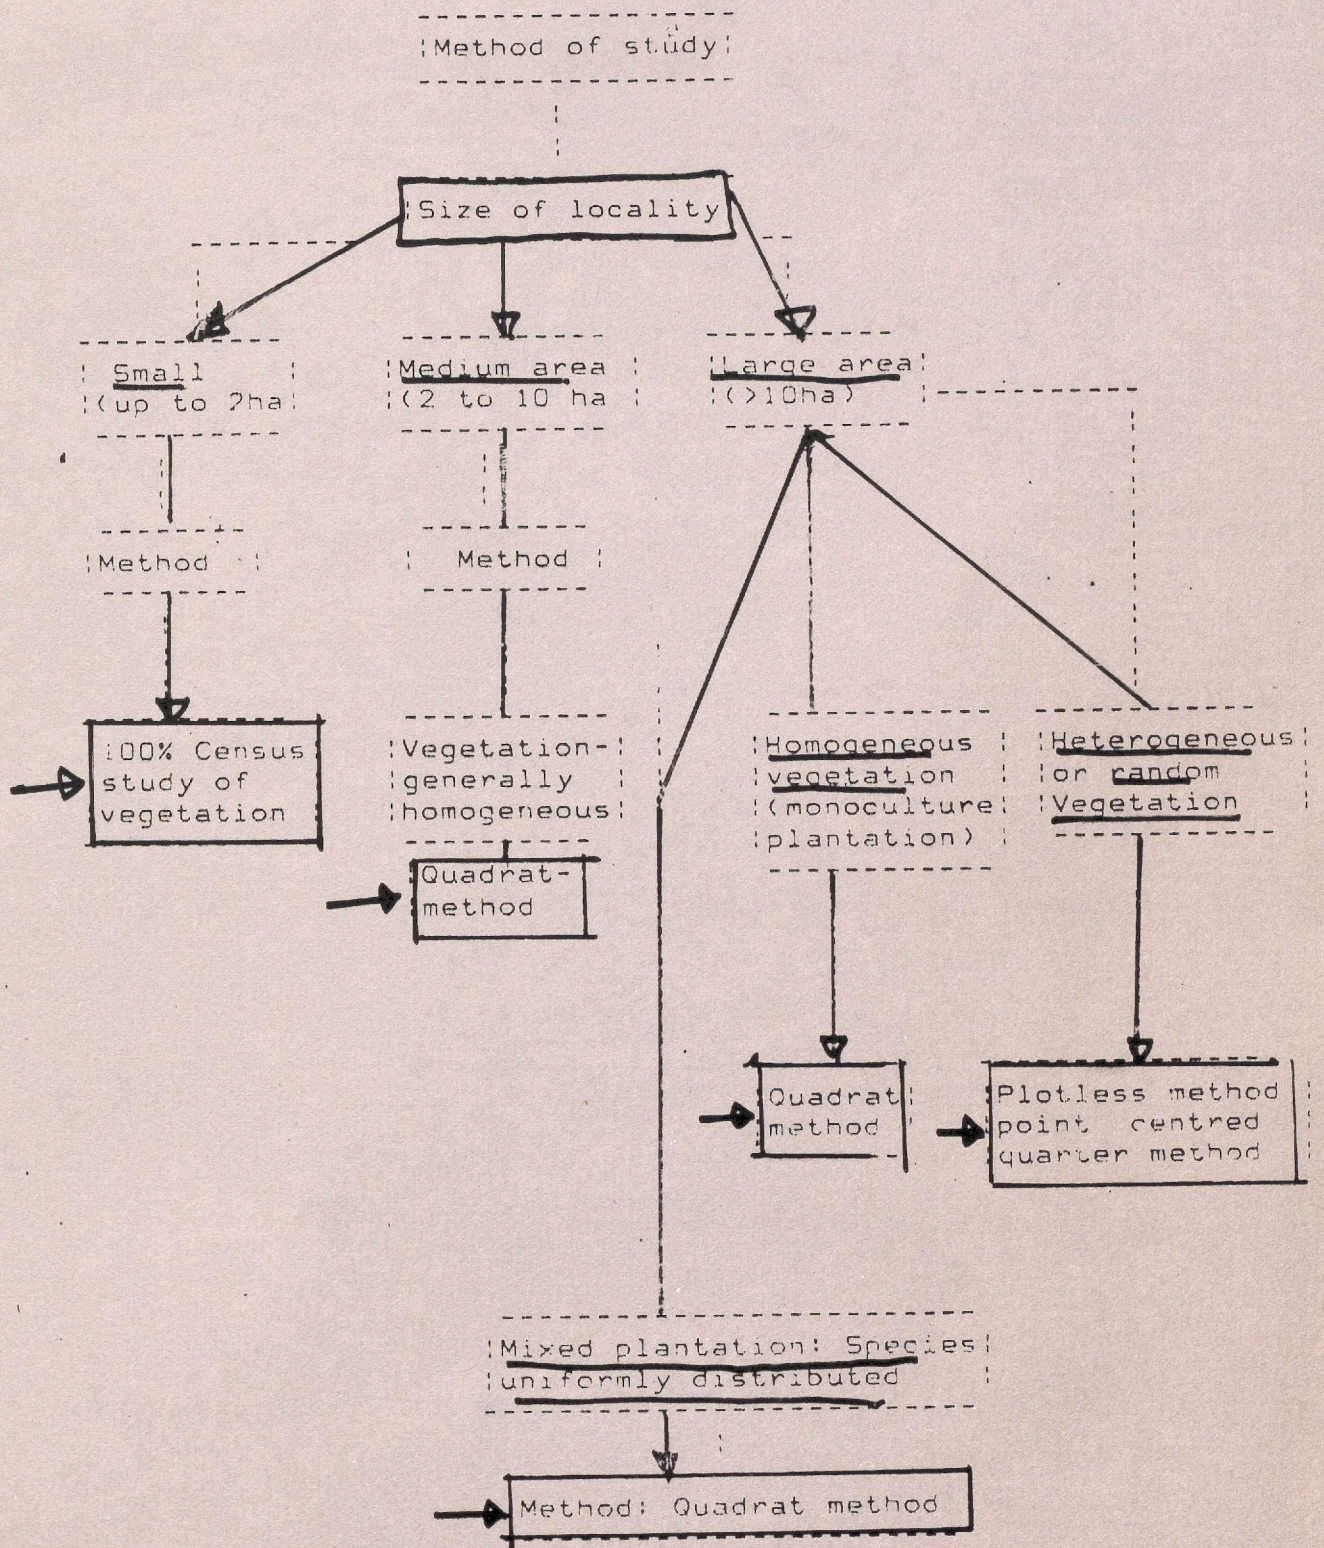 Method of study
Size of locality
Small
(up to 2ha
Medium area
(2 to 10 ha
Large area
(>10ha)
Method
Method
100% Census
study of
vegetation
Vegetation-
generally
homogeneous
Quadrat-
method
Homogeneous
vegetation
(monoculture
plantation)
Heterogeneous
or random
Vegetation
Quadrat
method
Plotless method
point centred
quarter method
Mixed plantation: Species
uniformly distributed
Method: Quadrat method